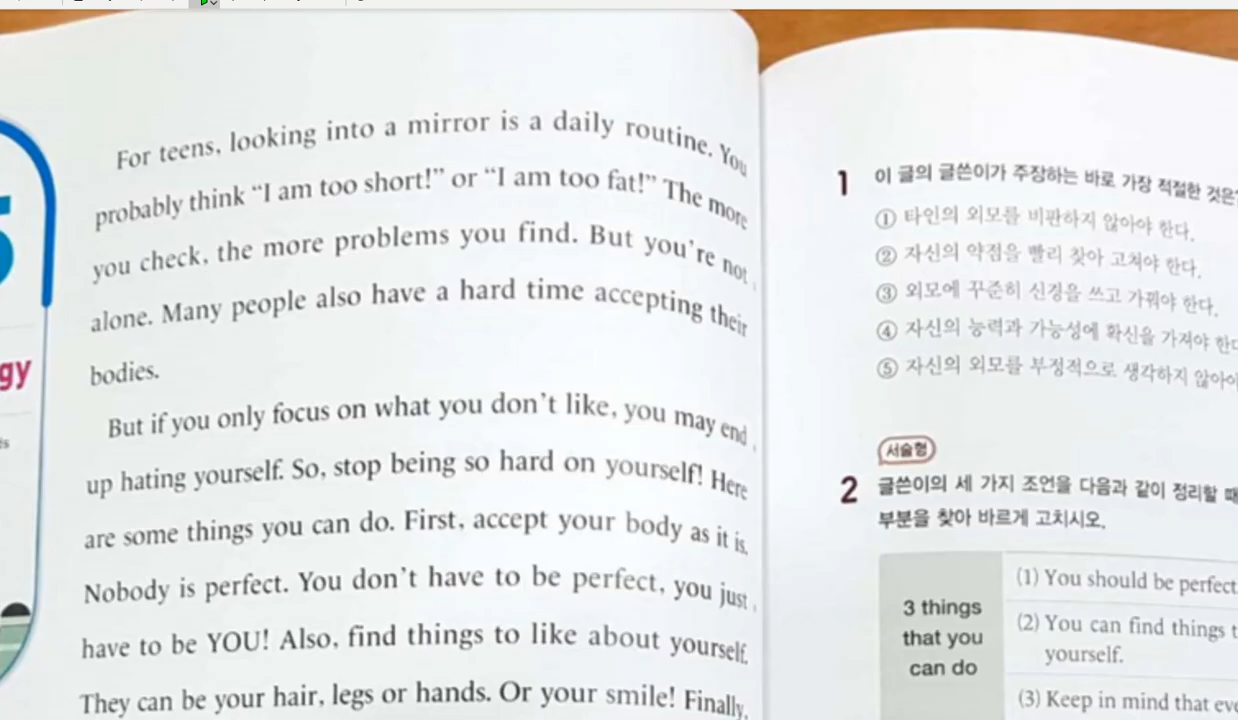 5
gy
For teens, looking into a mirror is a daily routine. You
probably think “I am too short!” or “I am too fat!” The more
you check, the more problems you find. But you’re not
alone. Many people also have a hard time accepting their
bodies.
But if you only focus on what you don’t like, you may end
up hating yourself. So, stop being so hard on yourself! Here
are some things you can do. First, accept your body as it is.
Nobody is perfect. You don’t have to be perfect, you just
have to be YOU! Also, find things to like about yourself.
They can be your hair, legs or hands. Or your smile! Finally,
1 이 글의 글쓴이가 주장하는 바로 가장 적절한 것은?
① 타인의 외모를 비판하지 않아야 한다.
② 자신의 약점을 빨리 찾아 고쳐야 한다.
③ 외모에 꾸준히 신경을 쓰고 가꿔야 한다.
④ 자신의 능력과 가능성에 확신을 가져야 한
⑤ 자신의 외모를 부정적으로 생각하지 않아야
서술형
2 글쓴이의 세 가지 조언을 다음과 같이 정리할 때
부분을 찾아 바르게 고치시오.
3 things
that you
can do
(1) You should be perfect
(2) You can find things t
yourself.
(3) Keep in mind that eve